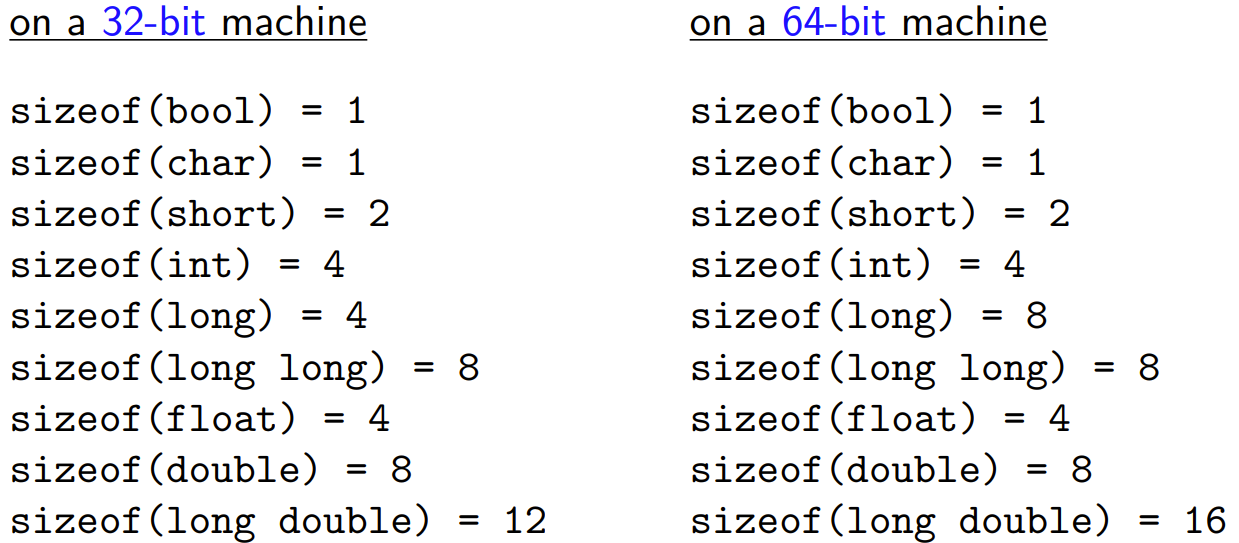 on a 32-bit machine
sizeof(bool) = 1
sizeof(char) = 1
sizeof(short) = 2
sizeof(int) = 4
sizeof(long) = 4
sizeof(long long) = 8
sizeof(float) = 4
sizeof(double) = 8
sizeof(long double) = 12
on a 64-bit machine
sizeof(bool) = 1
sizeof(char) = 1
sizeof(short) = 2
sizeof(int) = 4
sizeof(long) = 8
sizeof(long long) = 8
sizeof(float) = 4
sizeof(double) = 8
sizeof(long double) = 16